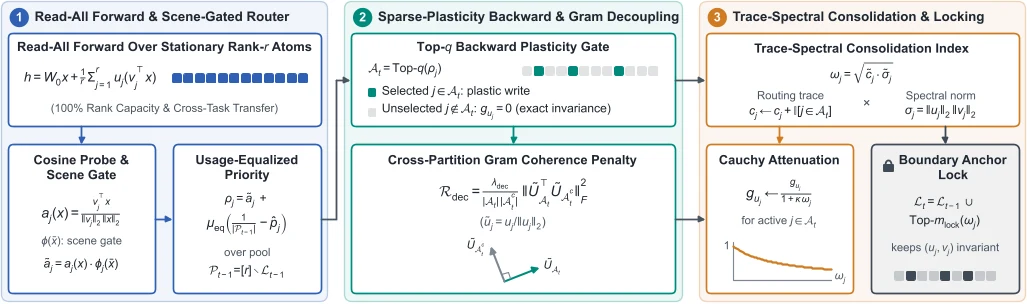 1 Read-All Forward & Scene-Gated Router
Read-All Forward Over Stationary Rank-r Atoms
h = W₀x + 1/r Σ_{j=1}^{r} u_j(v_j^⊤ x)
(100% Rank Capacity & Cross-Task Transfer)
Cosine Probe &
Scene Gate
a_j(x) = v_j^⊤ x / ‖v_j‖₂ ‖x‖₂
ϕ(x̄): scene gate
ã_j = a_j(x) · ϕ_j(x̄)
Usage-Equalized
Priority
ρ_j = ã_j +
μ_eq(1/|𝒫_{t−1}| − p̂_j)
over pool
𝒫_{t−1} = [r] ∖ ℒ_{t−1}
2 Sparse-Plasticity Backward & Gram Decoupling
Top-q Backward Plasticity Gate
𝒜_t = Top-q(ρ_j)
Selected j ∈ 𝒜_t: plastic write
Unselected j ∉ 𝒜_t: g_{u_j} = 0 (exact invariance)
Cross-Partition Gram Coherence Penalty
ℛ_dec = λ_dec / |𝒜_t| |𝒜_t^c| ‖Ũ_{𝒜_t}^⊤ Ũ_{𝒜_t^c}‖_F^2
(ũ_j = u_j/‖u_j‖₂)
Ũ_{𝒜_t^c}
Ũ_{𝒜_t}
3 Trace-Spectral Consolidation & Locking
Trace-Spectral Consolidation Index
ω_j = √(c̃_j · σ̃_j)
Routing trace
c_j ← c_j + 𝕀[j ∈ 𝒜_t]
×
Spectral norm
σ_j = ‖u_j‖₂ ‖v_j‖₂
Cauchy Attenuation
g_{u_j} ← g_{u_j} / 1 + κ ω_j
for active j ∈ 𝒜_t
1
ω_j
Boundary Anchor
Lock
ℒ_t = ℒ_{t−1} ∪
Top-m_lock(ω_j)
keeps (u_j, v_j) invariant